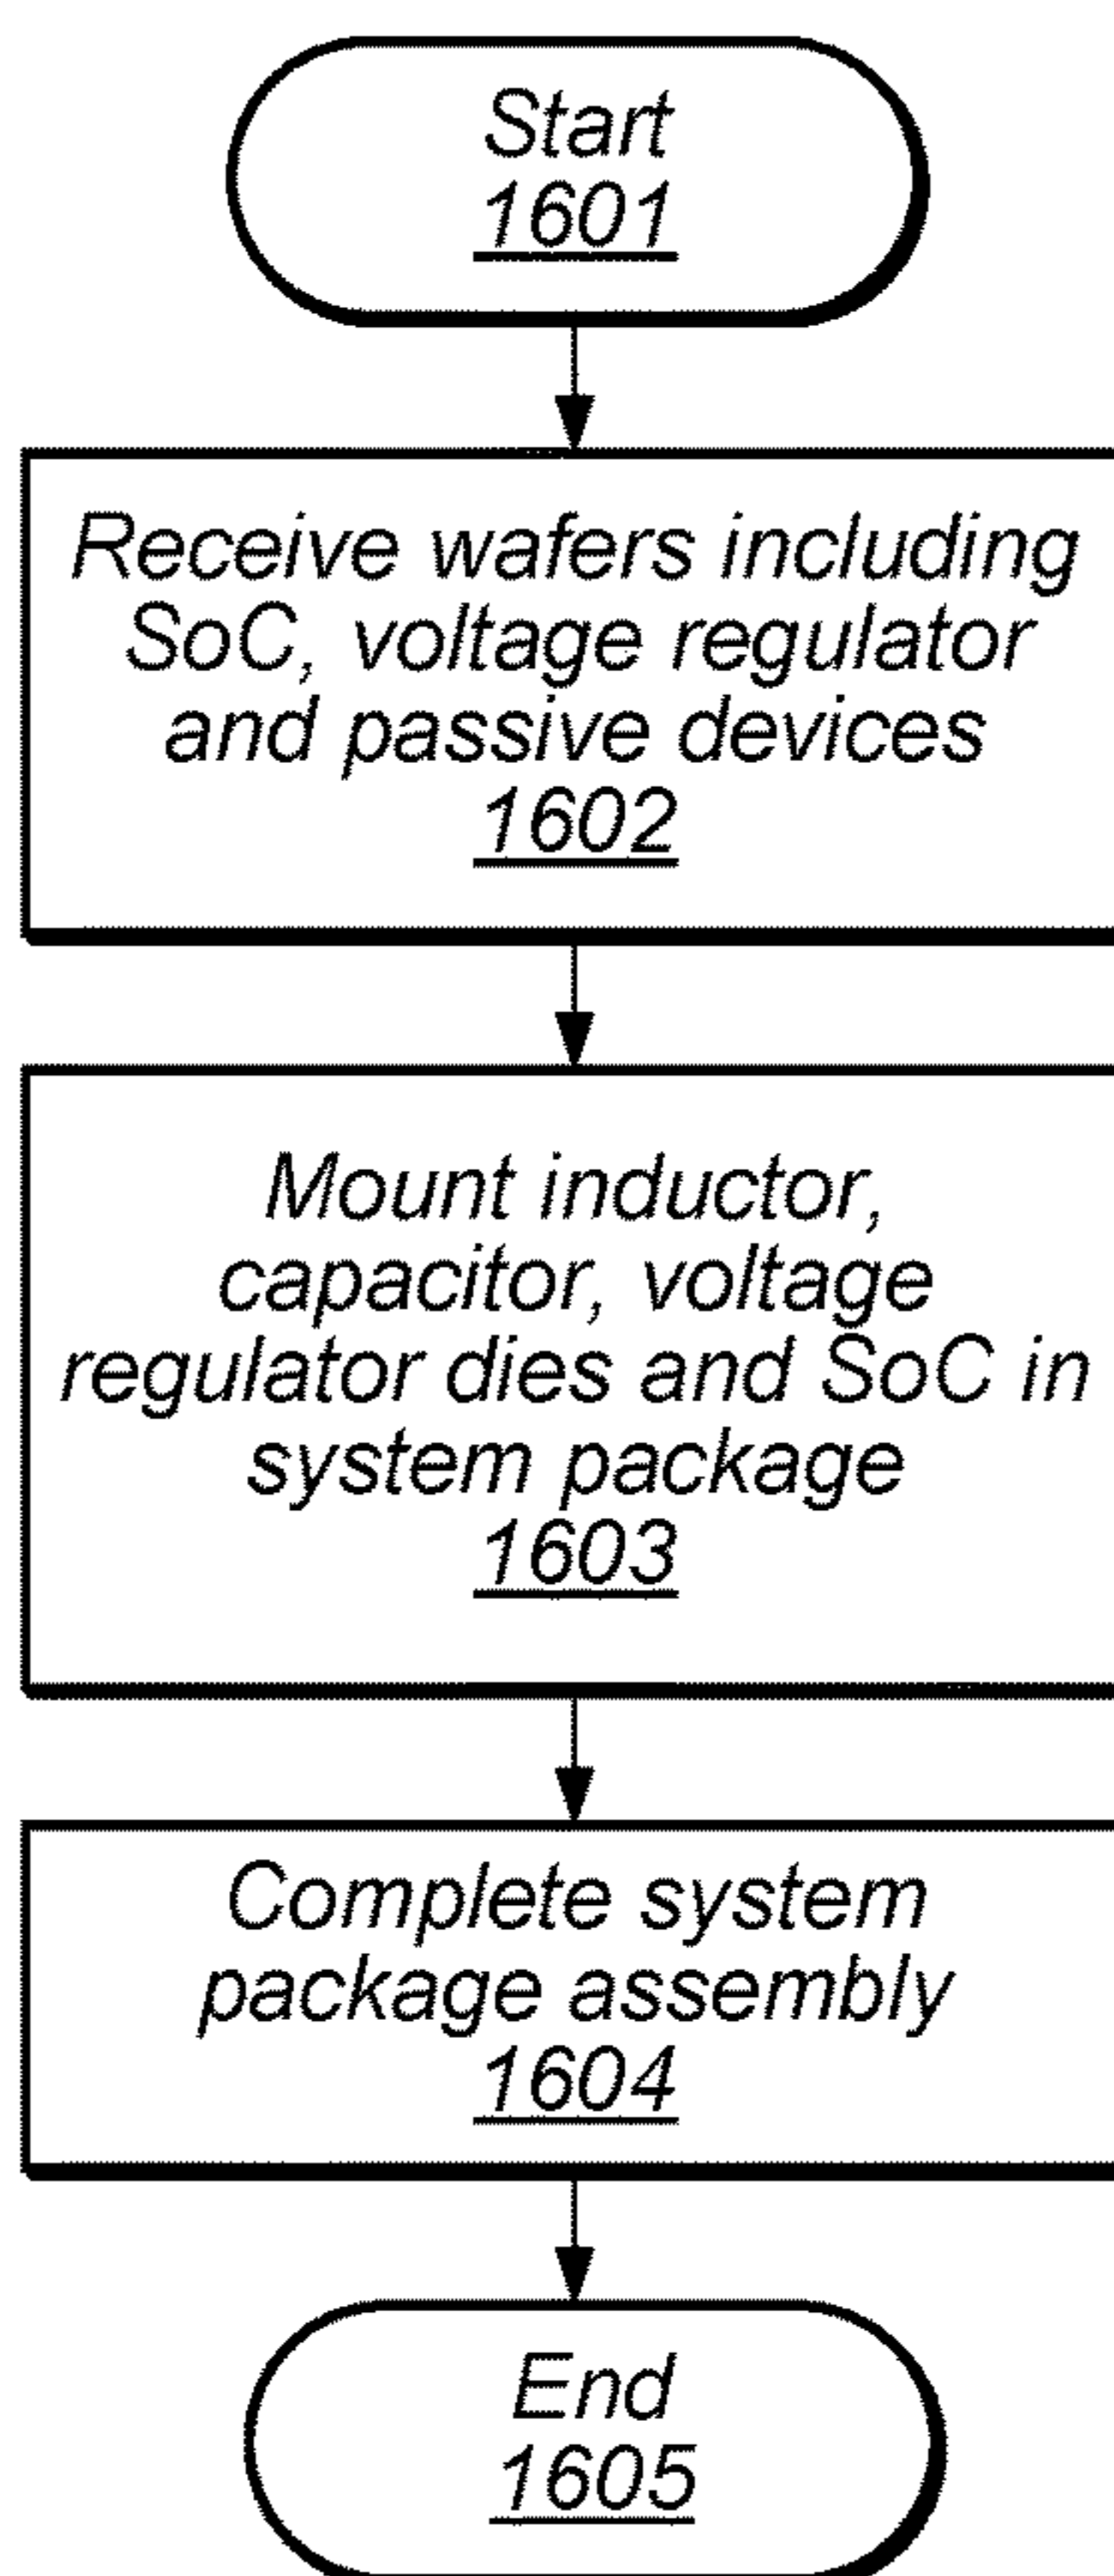 Start
1601
Receive wafers including
SoC, voltage regulator
and passive devices
1602
Mount inductor,
capacitor, voltage
regulator dies and SoC in
system package
1603
Complete system
package assembly
1604
End
1605